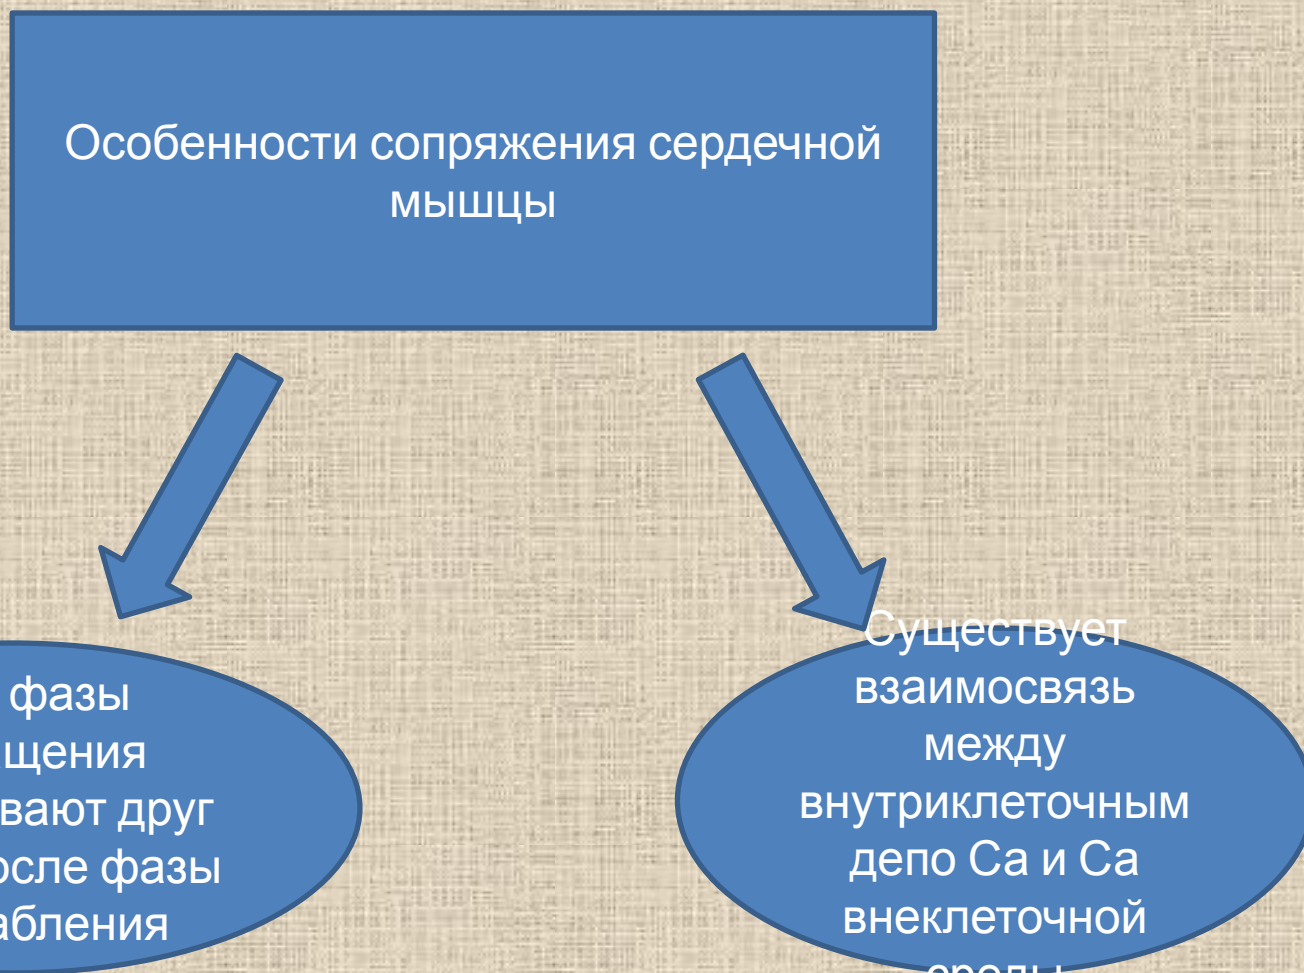 Особенности сопряжения сердечной
мышцы
фазы
щения
вают друг
осле фазы
абления
Существует
взаимосвязь
между
внутриклеточным
депо Са и Са
внеклеточной
среды